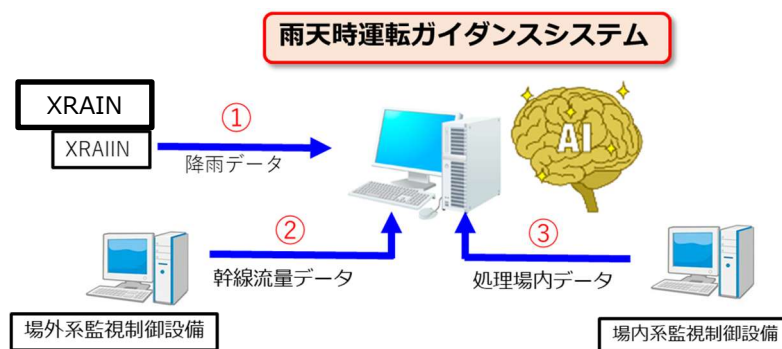 雨天時運転ガイダンスシステム
XRAIN
XRAIIN
①
降雨データ
AI
②
幹線流量データ
③
処理場内データ
場外系監視制御設備
場内系監視制御設備